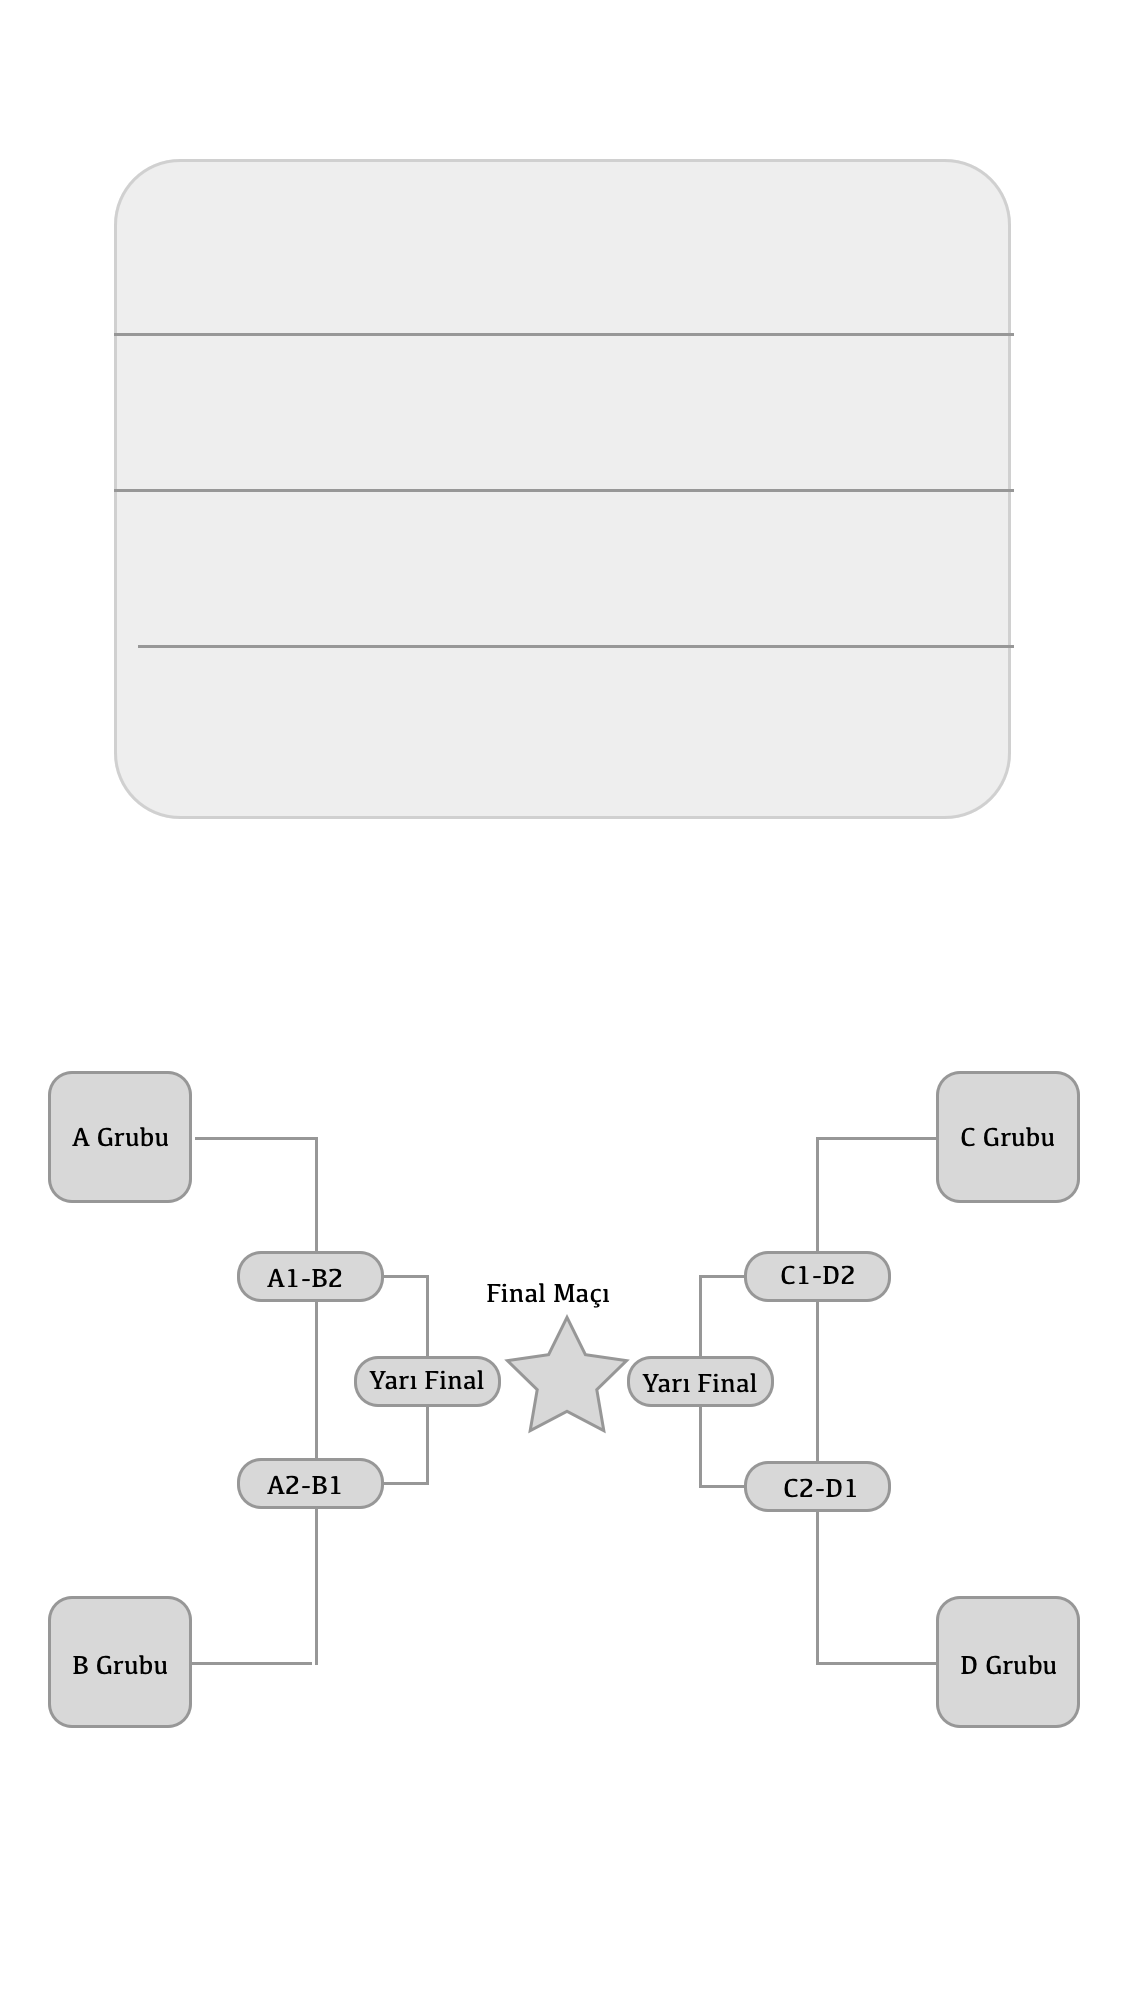 A Grubu
C Grubu
A1-B2
C1-D2
Final Maçı
Yarı Final
Yarı Final
A2-B1
C2-D1
B Grubu
D Grubu